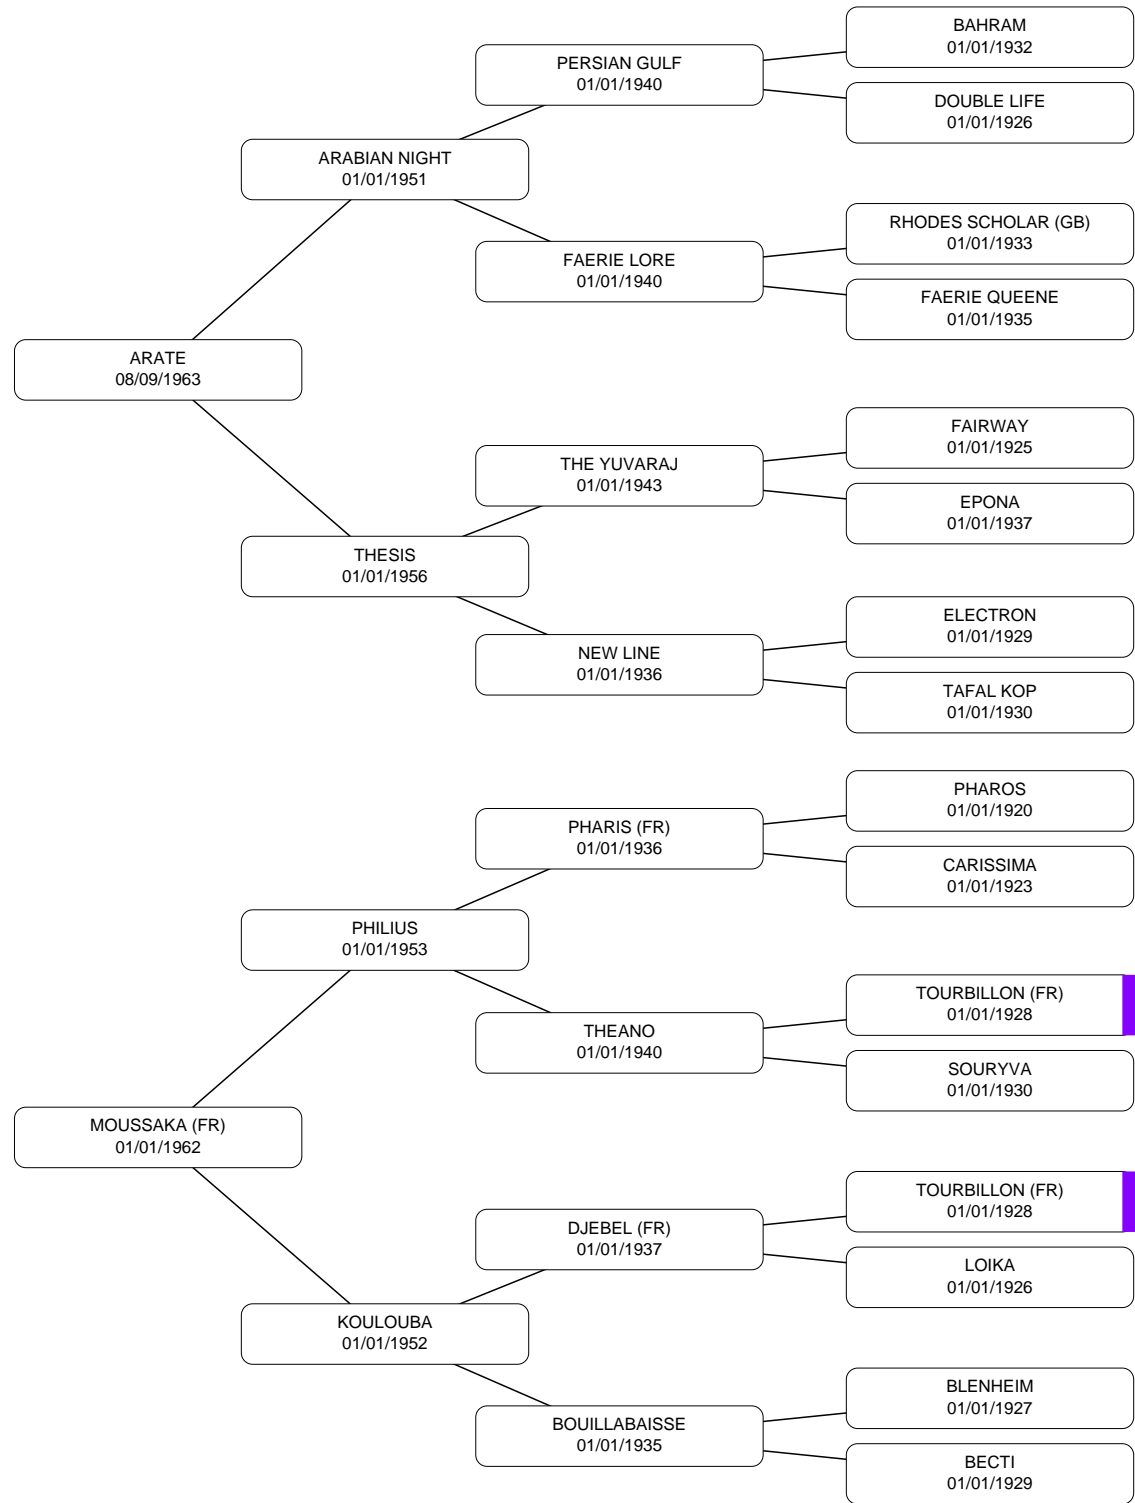 BAHRAM
01/01/1932
PERSIAN GULF
01/01/1940
DOUBLE LIFE
01/01/1926
ARABIAN NIGHT
01/01/1951
RHODES SCHOLAR (GB)
01/01/1933
FAERIE LORE
01/01/1940
FAERIE QUEENE
01/01/1935
ARATE
08/09/1963
FAIRWAY
01/01/1925
THE YUVARAJ
01/01/1943
EPONA
01/01/1937
THESIS
01/01/1956
ELECTRON
01/01/1929
NEW LINE
01/01/1936
TAFAL KOP
01/01/1930
PHAROS
01/01/1920
PHARIS (FR)
01/01/1936
CARISSIMA
01/01/1923
PHILIUS
01/01/1953
TOURBILLON (FR)
01/01/1928
THEANO
01/01/1940
SOURYVA
01/01/1930
MOUSSAKA (FR)
01/01/1962
TOURBILLON (FR)
01/01/1928
DJEBEL (FR)
01/01/1937
LOIKA
01/01/1926
KOULOUBA
01/01/1952
BLENHEIM
01/01/1927
BOUILLABAISSE
01/01/1935
BECTI
01/01/1929